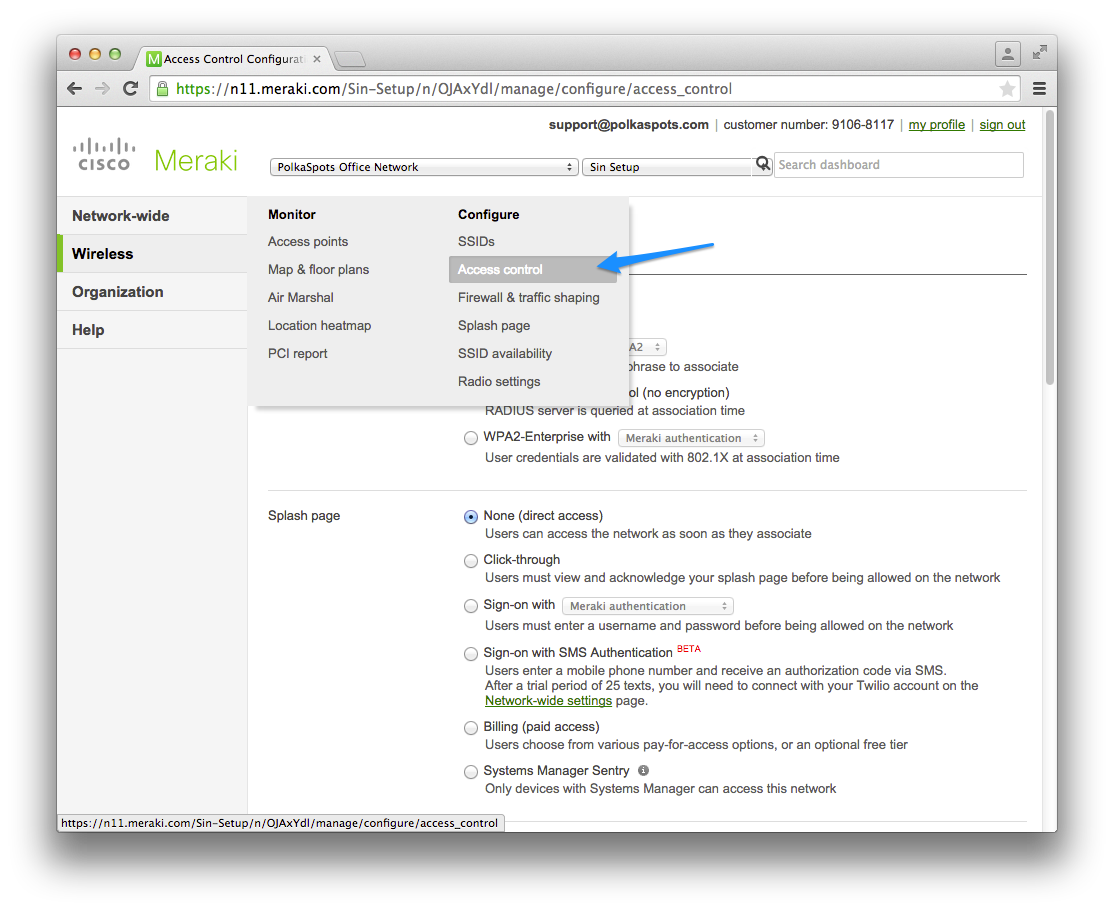 M Access Control Configurati
https://n11.meraki.com/Sin-Setup/n/OJAxYdl/manage/configure/access_control
support@polkaspots.com | customer number: 9106-8117 | my profile | sign out
CISCO Meraki
PolkaSpots Office Network
Sin Setup
Search dashboard
Network-wide
Wireless
Organization
Help
Monitor
Access points
Map & floor plans
Air Marshal
Location heatmap
PCI report
Configure
SSIDs
Access control
Firewall & traffic shaping
Splash page
SSID availability
Radio settings
A2
phrase to associate
ol (no encryption)
RADIUS server is queried at association time
WPA2-Enterprise with Meraki authentication
User credentials are validated with 802.1X at association time
Splash page
None (direct access)
Users can access the network as soon as they associate
Click-through
Users must view and acknowledge your splash page before being allowed on the network
Sign-on with Meraki authentication
Users must enter a username and password before being allowed on the network
Sign-on with SMS Authentication BETA
Users enter a mobile phone number and receive an authorization code via SMS.
After a trial period of 25 texts, you will need to connect with your Twilio account on the
Network-wide settings page.
Billing (paid access)
Users choose from various pay-for-access options, or an optional free tier
Systems Manager Sentry i
Only devices with Systems Manager can access this network
https://n11.meraki.com/Sin-Setup/n/OJAxYdl/manage/configure/access_control